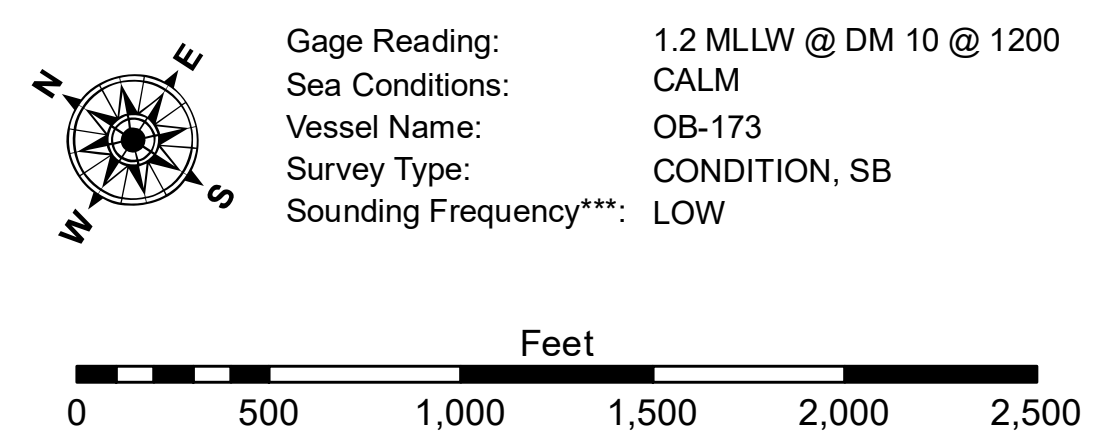 N
E
S
W
Gage Reading: 1.2 MLLW @ DM 10 @ 1200
Sea Conditions: CALM
Vessel Name: OB-173
Survey Type: CONDITION, SB
Sounding Frequency***: LOW
Feet
0 500 1,000 1,500 2,000 2,500